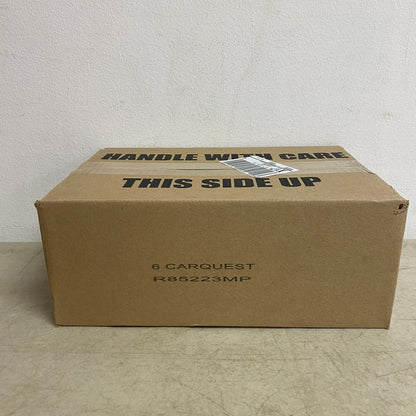 HANDLE WITH CARE
THIS SIDE UP
6 CARQUEST
R85223MP